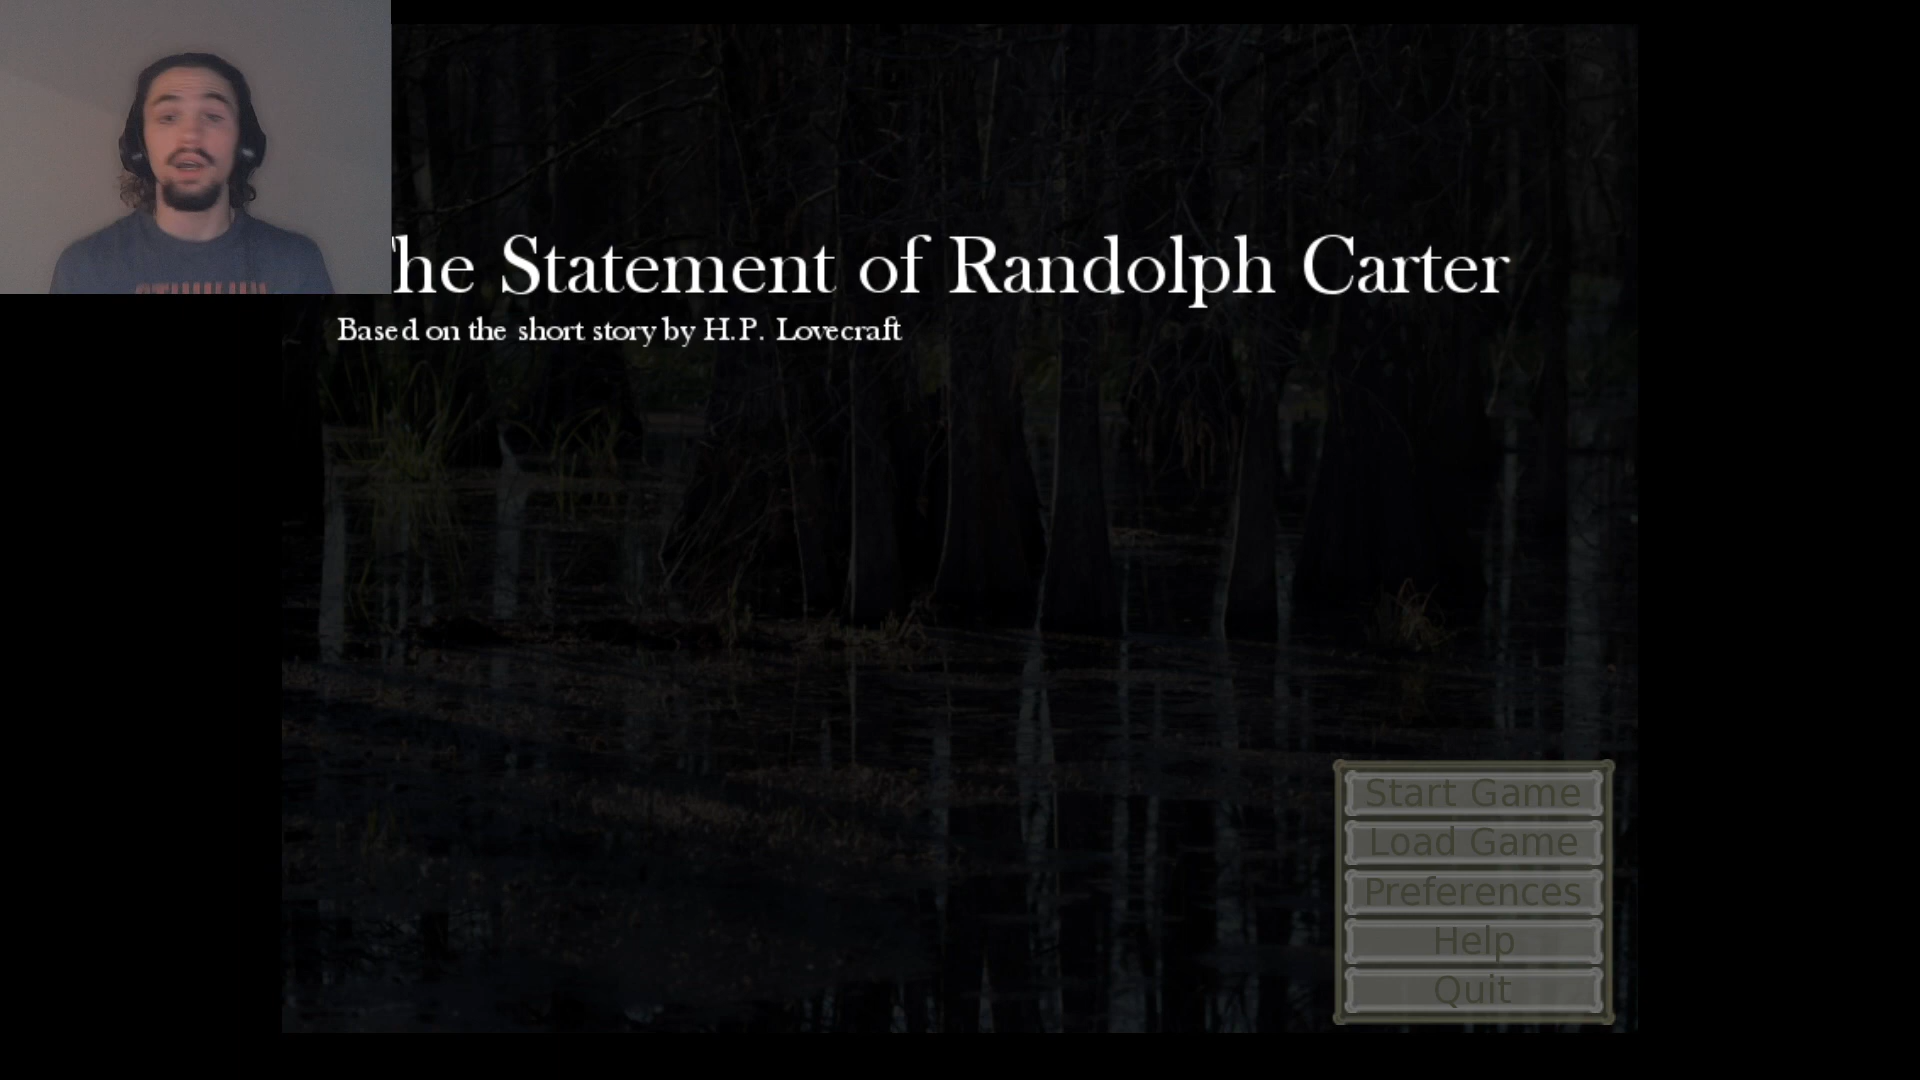 he Statement of Randolph Carter
Based on the short story by H.P. Lovecraft
Start Game
Load Game
Preferences
Help
Quit